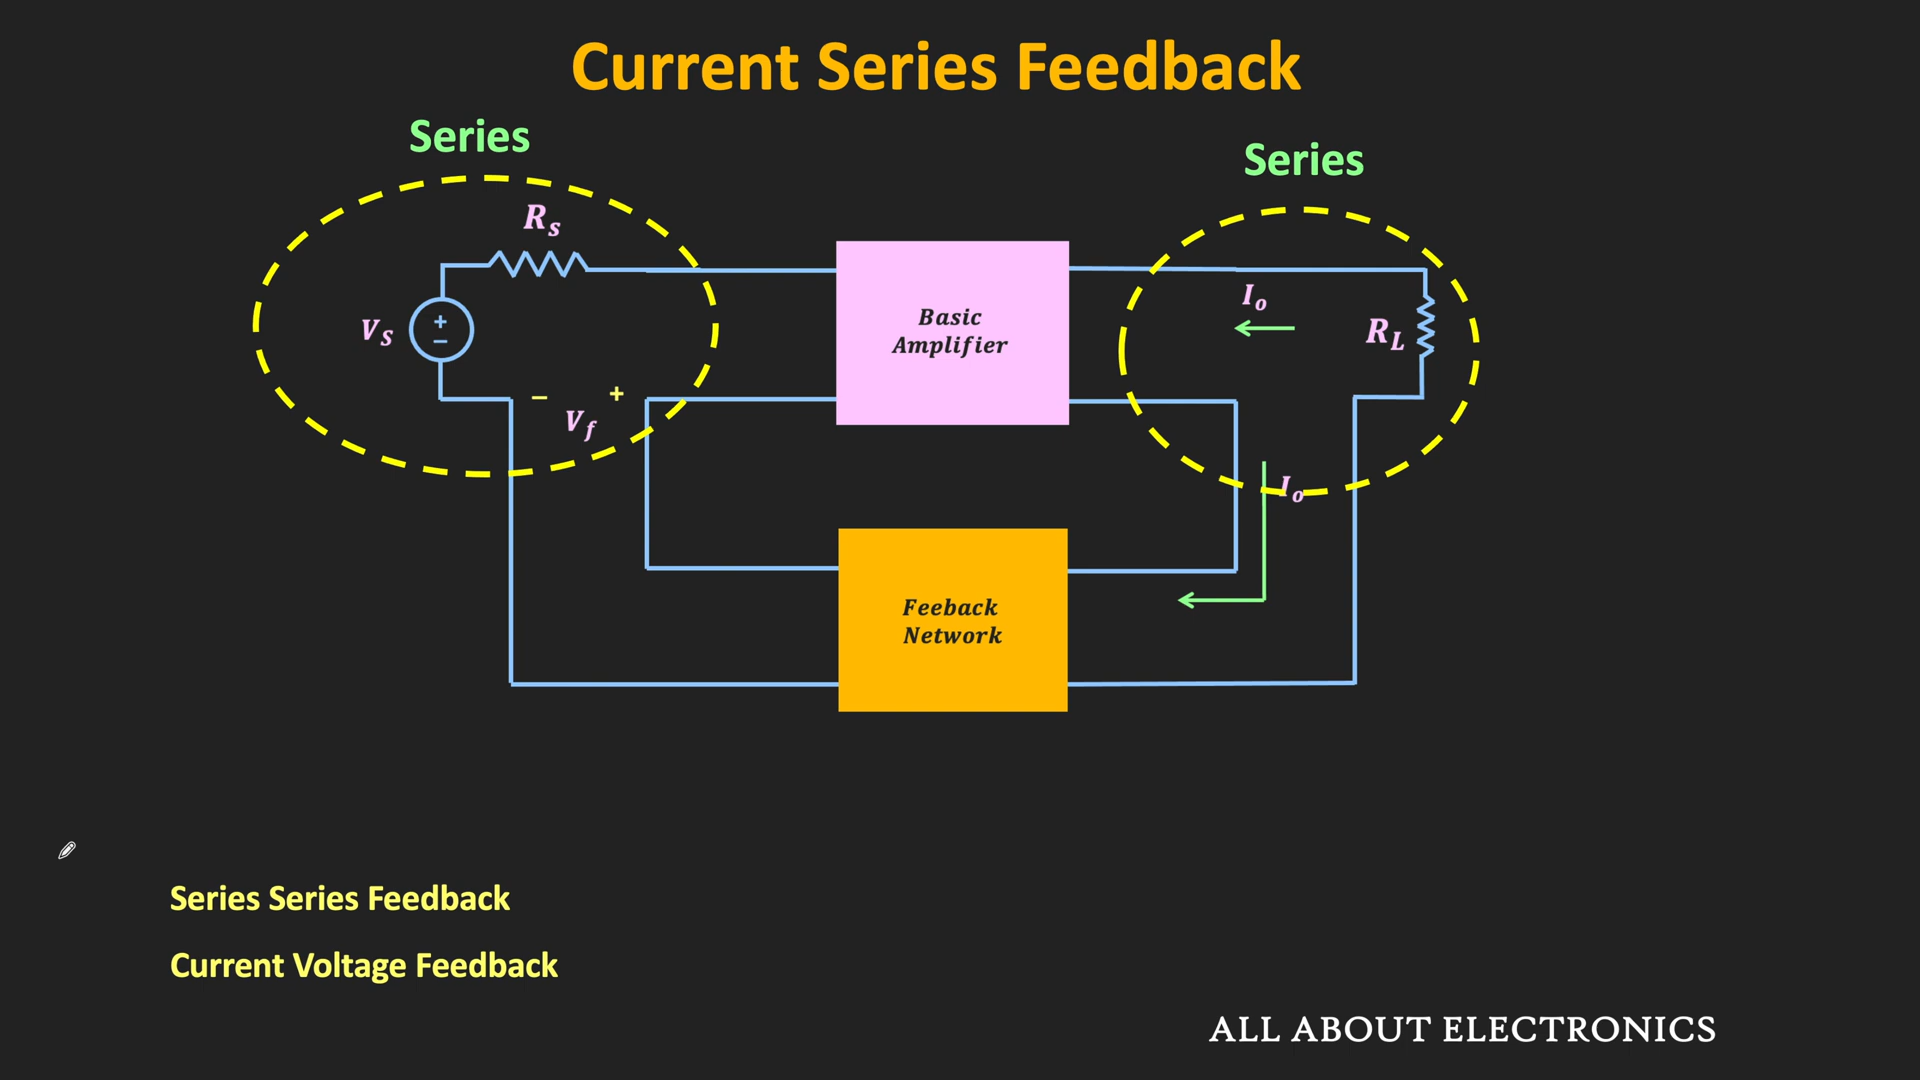 Current Series Feedback
Series
Series
Rs
Vs
+
−
− +
Vf
Basic
Amplifier
Io
RL
Io
Feeback
Network
Series Series Feedback
Current Voltage Feedback
ALL ABOUT ELECTRONICS